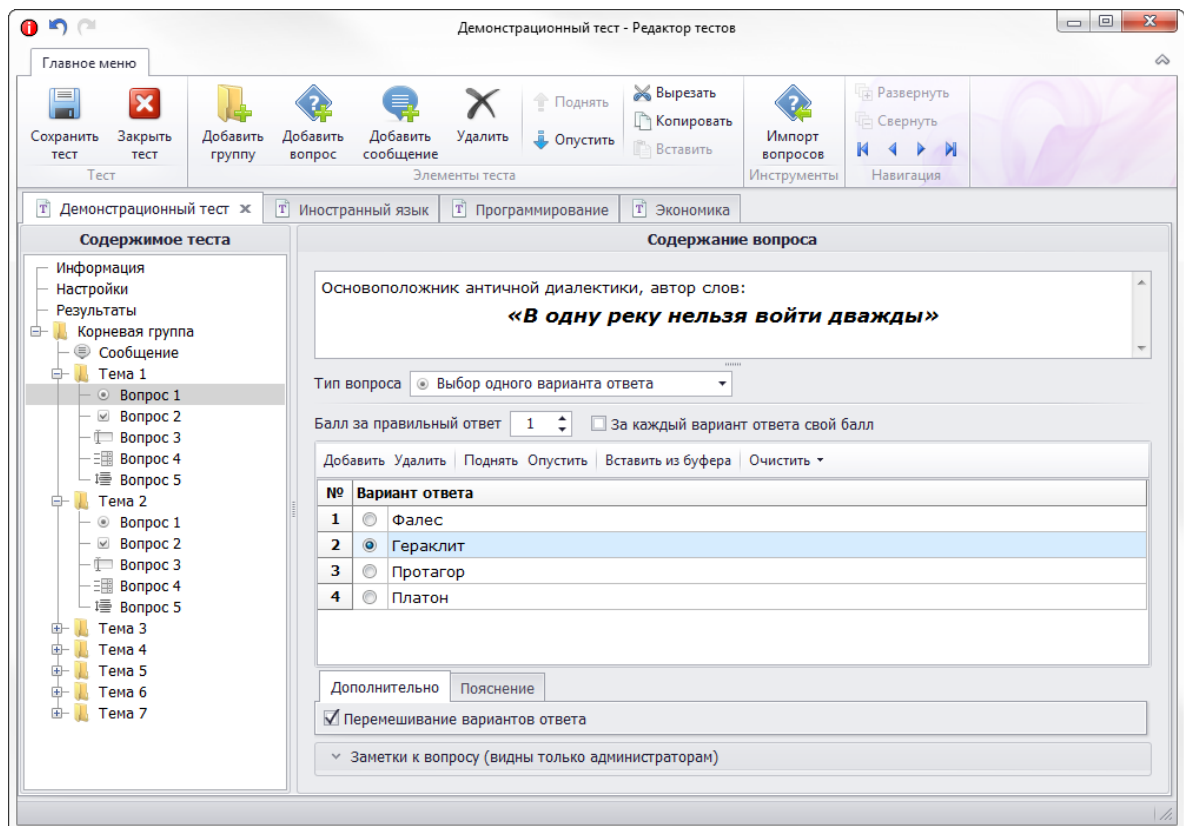 Демонстрационный тест - Редактор тестов
Главное меню
Сохранить тест
Закрыть тест
Тест
Добавить группу
Добавить вопрос
Добавить сообщение
Удалить
Поднять
Опустить
Вырезать
Копировать
Вставить
Элементы теста
Импорт вопросов
Инструменты
Развернуть
Свернуть
Навигация
Демонстрационный тест
Иностранный язык
Программирование
Экономика
Содержимое теста
Информация
Настройки
Результаты
Корневая группа
Сообщение
Тема 1
Вопрос 1
Вопрос 2
Вопрос 3
Вопрос 4
Вопрос 5
Тема 2
Вопрос 1
Вопрос 2
Вопрос 3
Вопрос 4
Вопрос 5
Тема 3
Тема 4
Тема 5
Тема 6
Тема 7
Содержание вопроса
Основоположник античной диалектики, автор слов:
«В одну реку нельзя войти дважды»
Тип вопроса Выбор одного варианта ответа
Балл за правильный ответ 1 За каждый вариант ответа свой балл
Добавить Удалить Поднять Опустить Вставить из буфера Очистить
№ Вариант ответа
1 Фалес
2 Гераклит
3 Протагор
4 Платон
Дополнительно Пояснение
Перемешивание вариантов ответа
Заметки к вопросу (видны только администраторам)